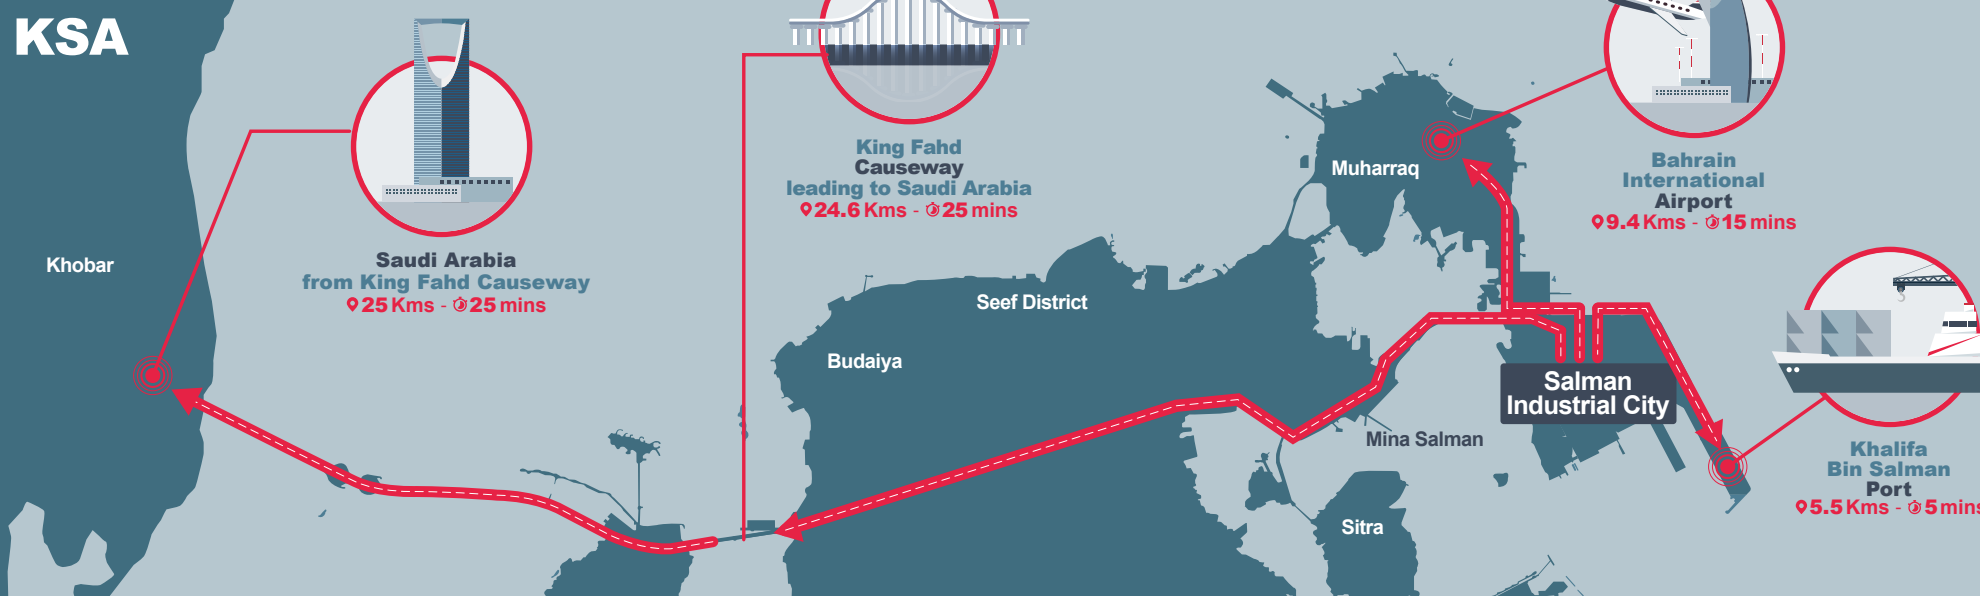 KSA
Khobar
Saudi Arabia
from King Fahd Causeway
25 Kms - 25 mins
King Fahd
Causeway
leading to Saudi Arabia
24.6 Kms - 25 mins
Budaiya
Seef District
Muharraq
Bahrain
International
Airport
9.4 Kms - 15 mins
Salman
Industrial City
Mina Salman
Sitra
Khalifa
Bin Salman
Port
5.5 Kms - 5 mins